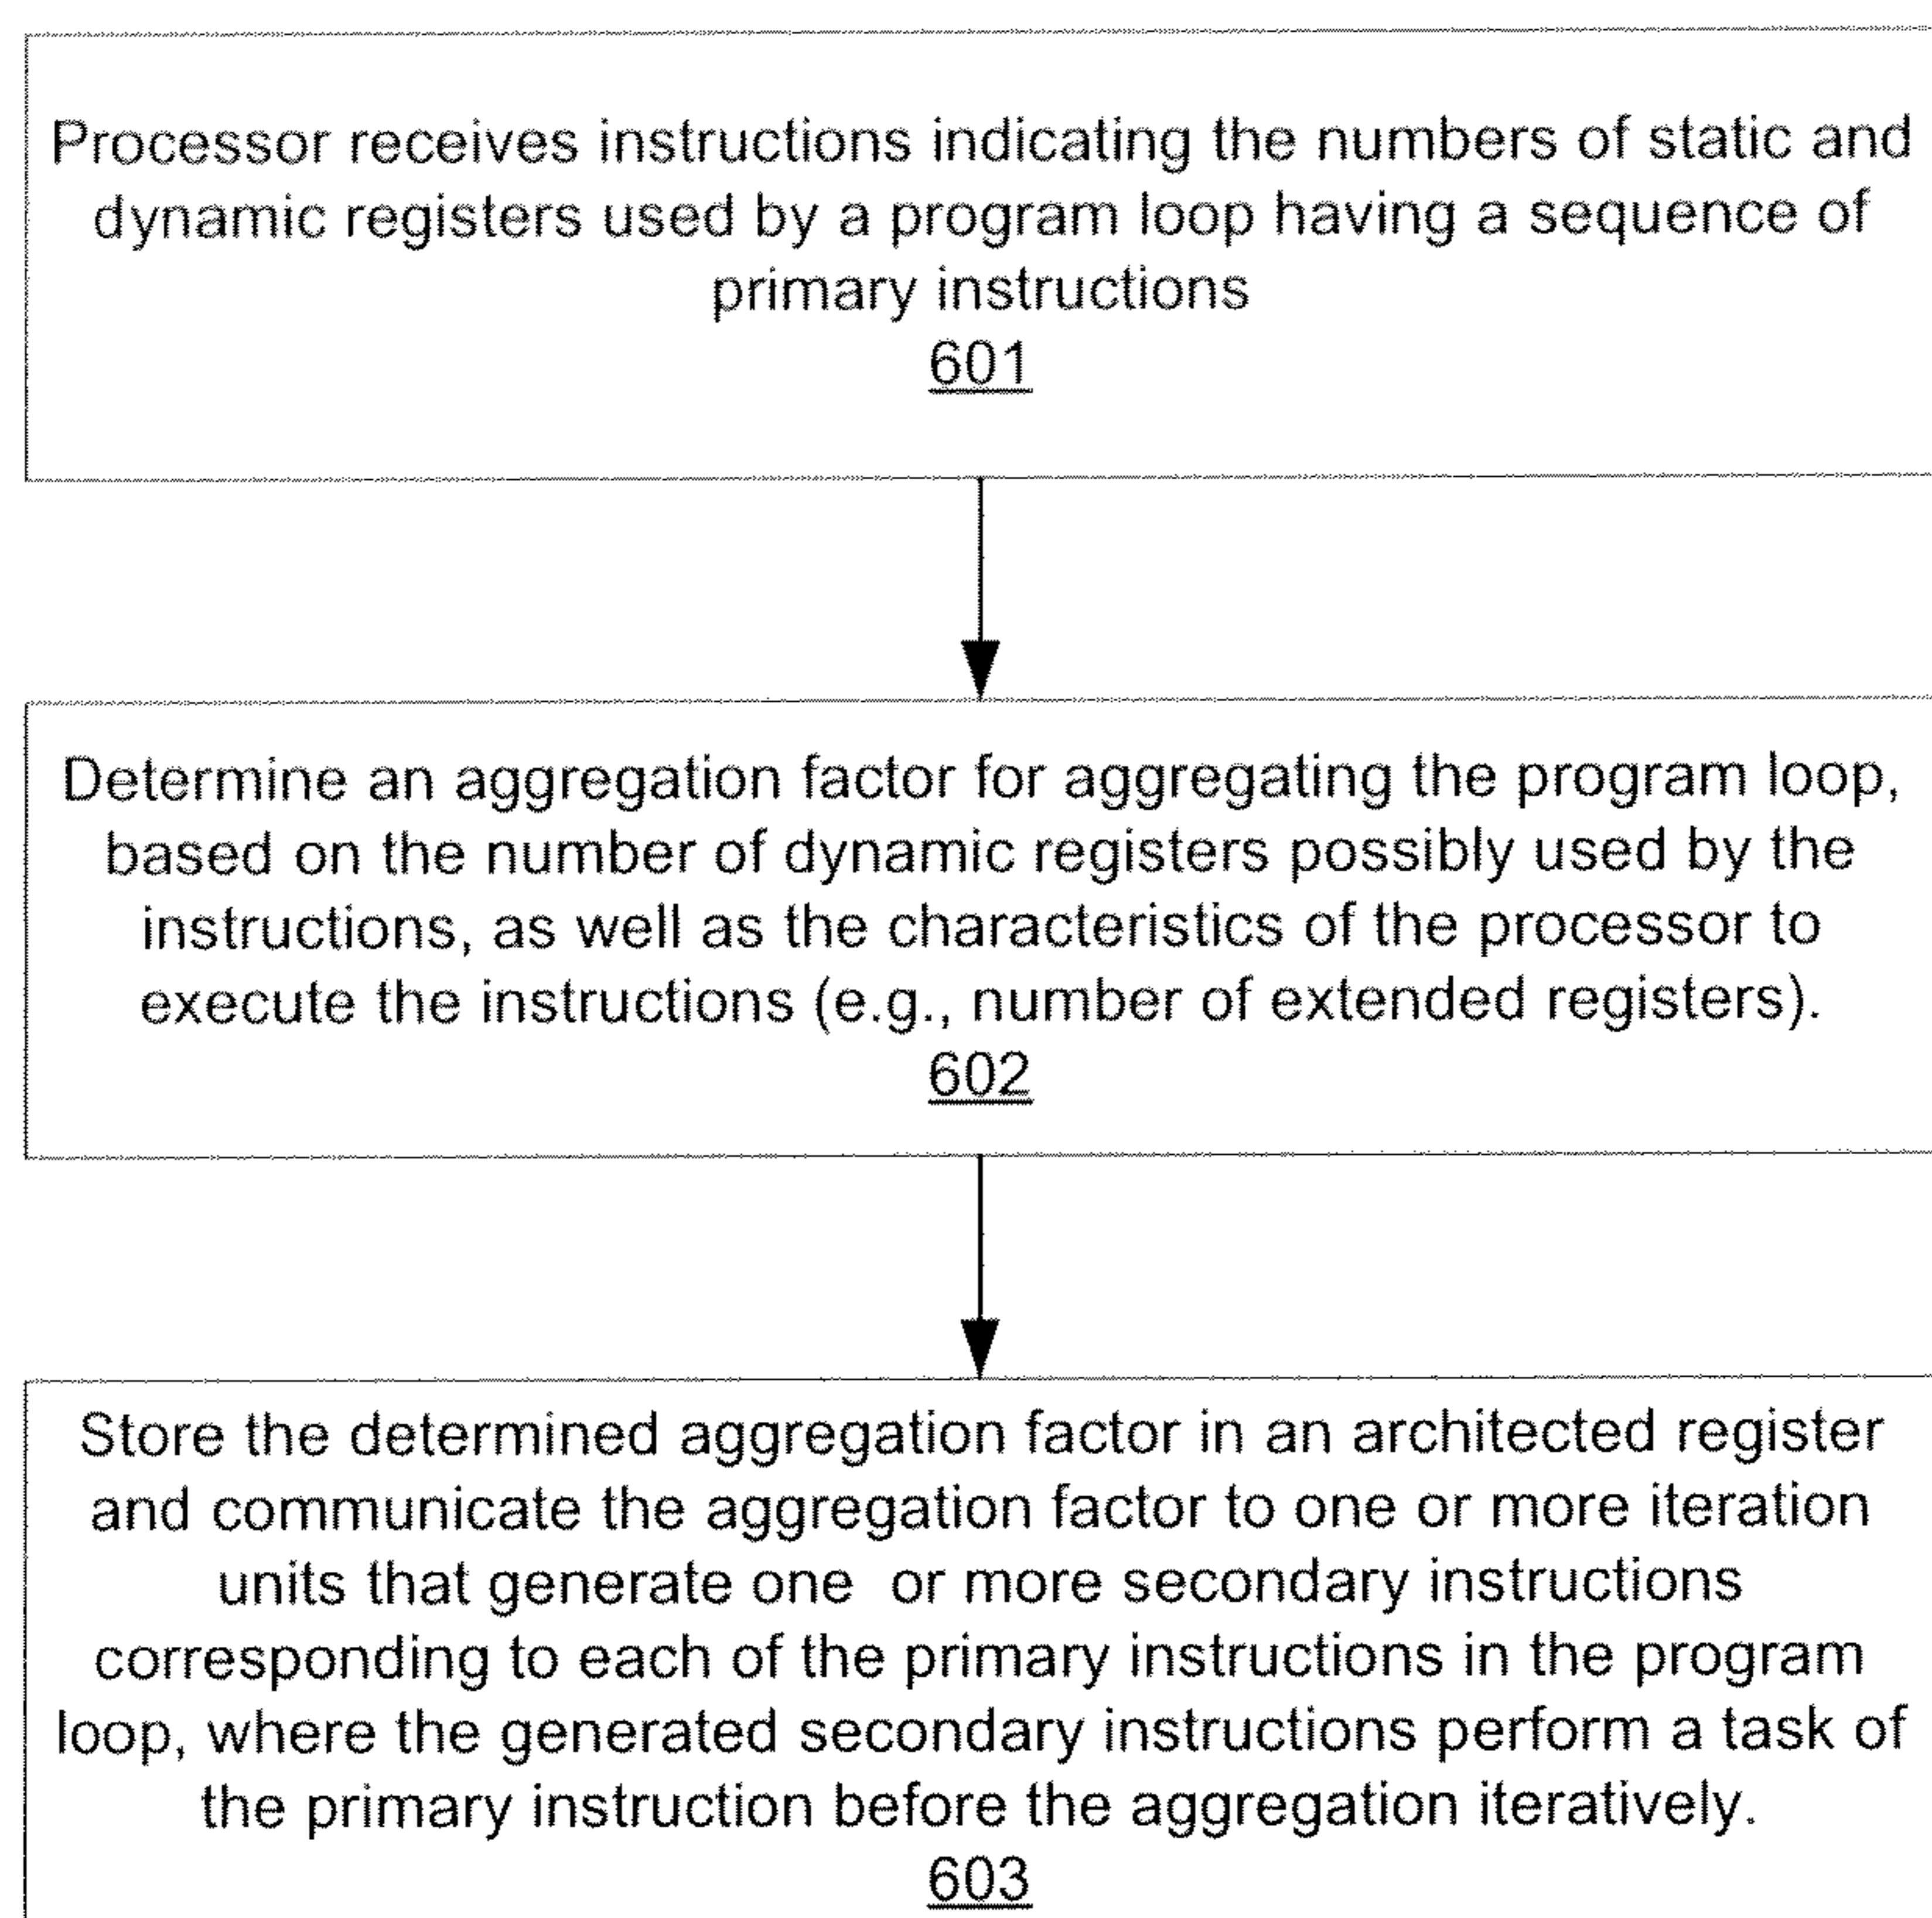 Processor receives instructions indicating the numbers of static and
dynamic registers used by a program loop having a sequence of
primary instructions
601
Determine an aggregation factor for aggregating the program loop,
based on the number of dynamic registers possibly used by the
instructions, as well as the characteristics of the processor to
execute the instructions (e.g., number of extended registers).
602
Store the determined aggregation factor in an architected register
and communicate the aggregation factor to one or more iteration
units that generate one or more secondary instructions
corresponding to each of the primary instructions in the program
loop, where the generated secondary instructions perform a task of
the primary instruction before the aggregation iteratively.
603